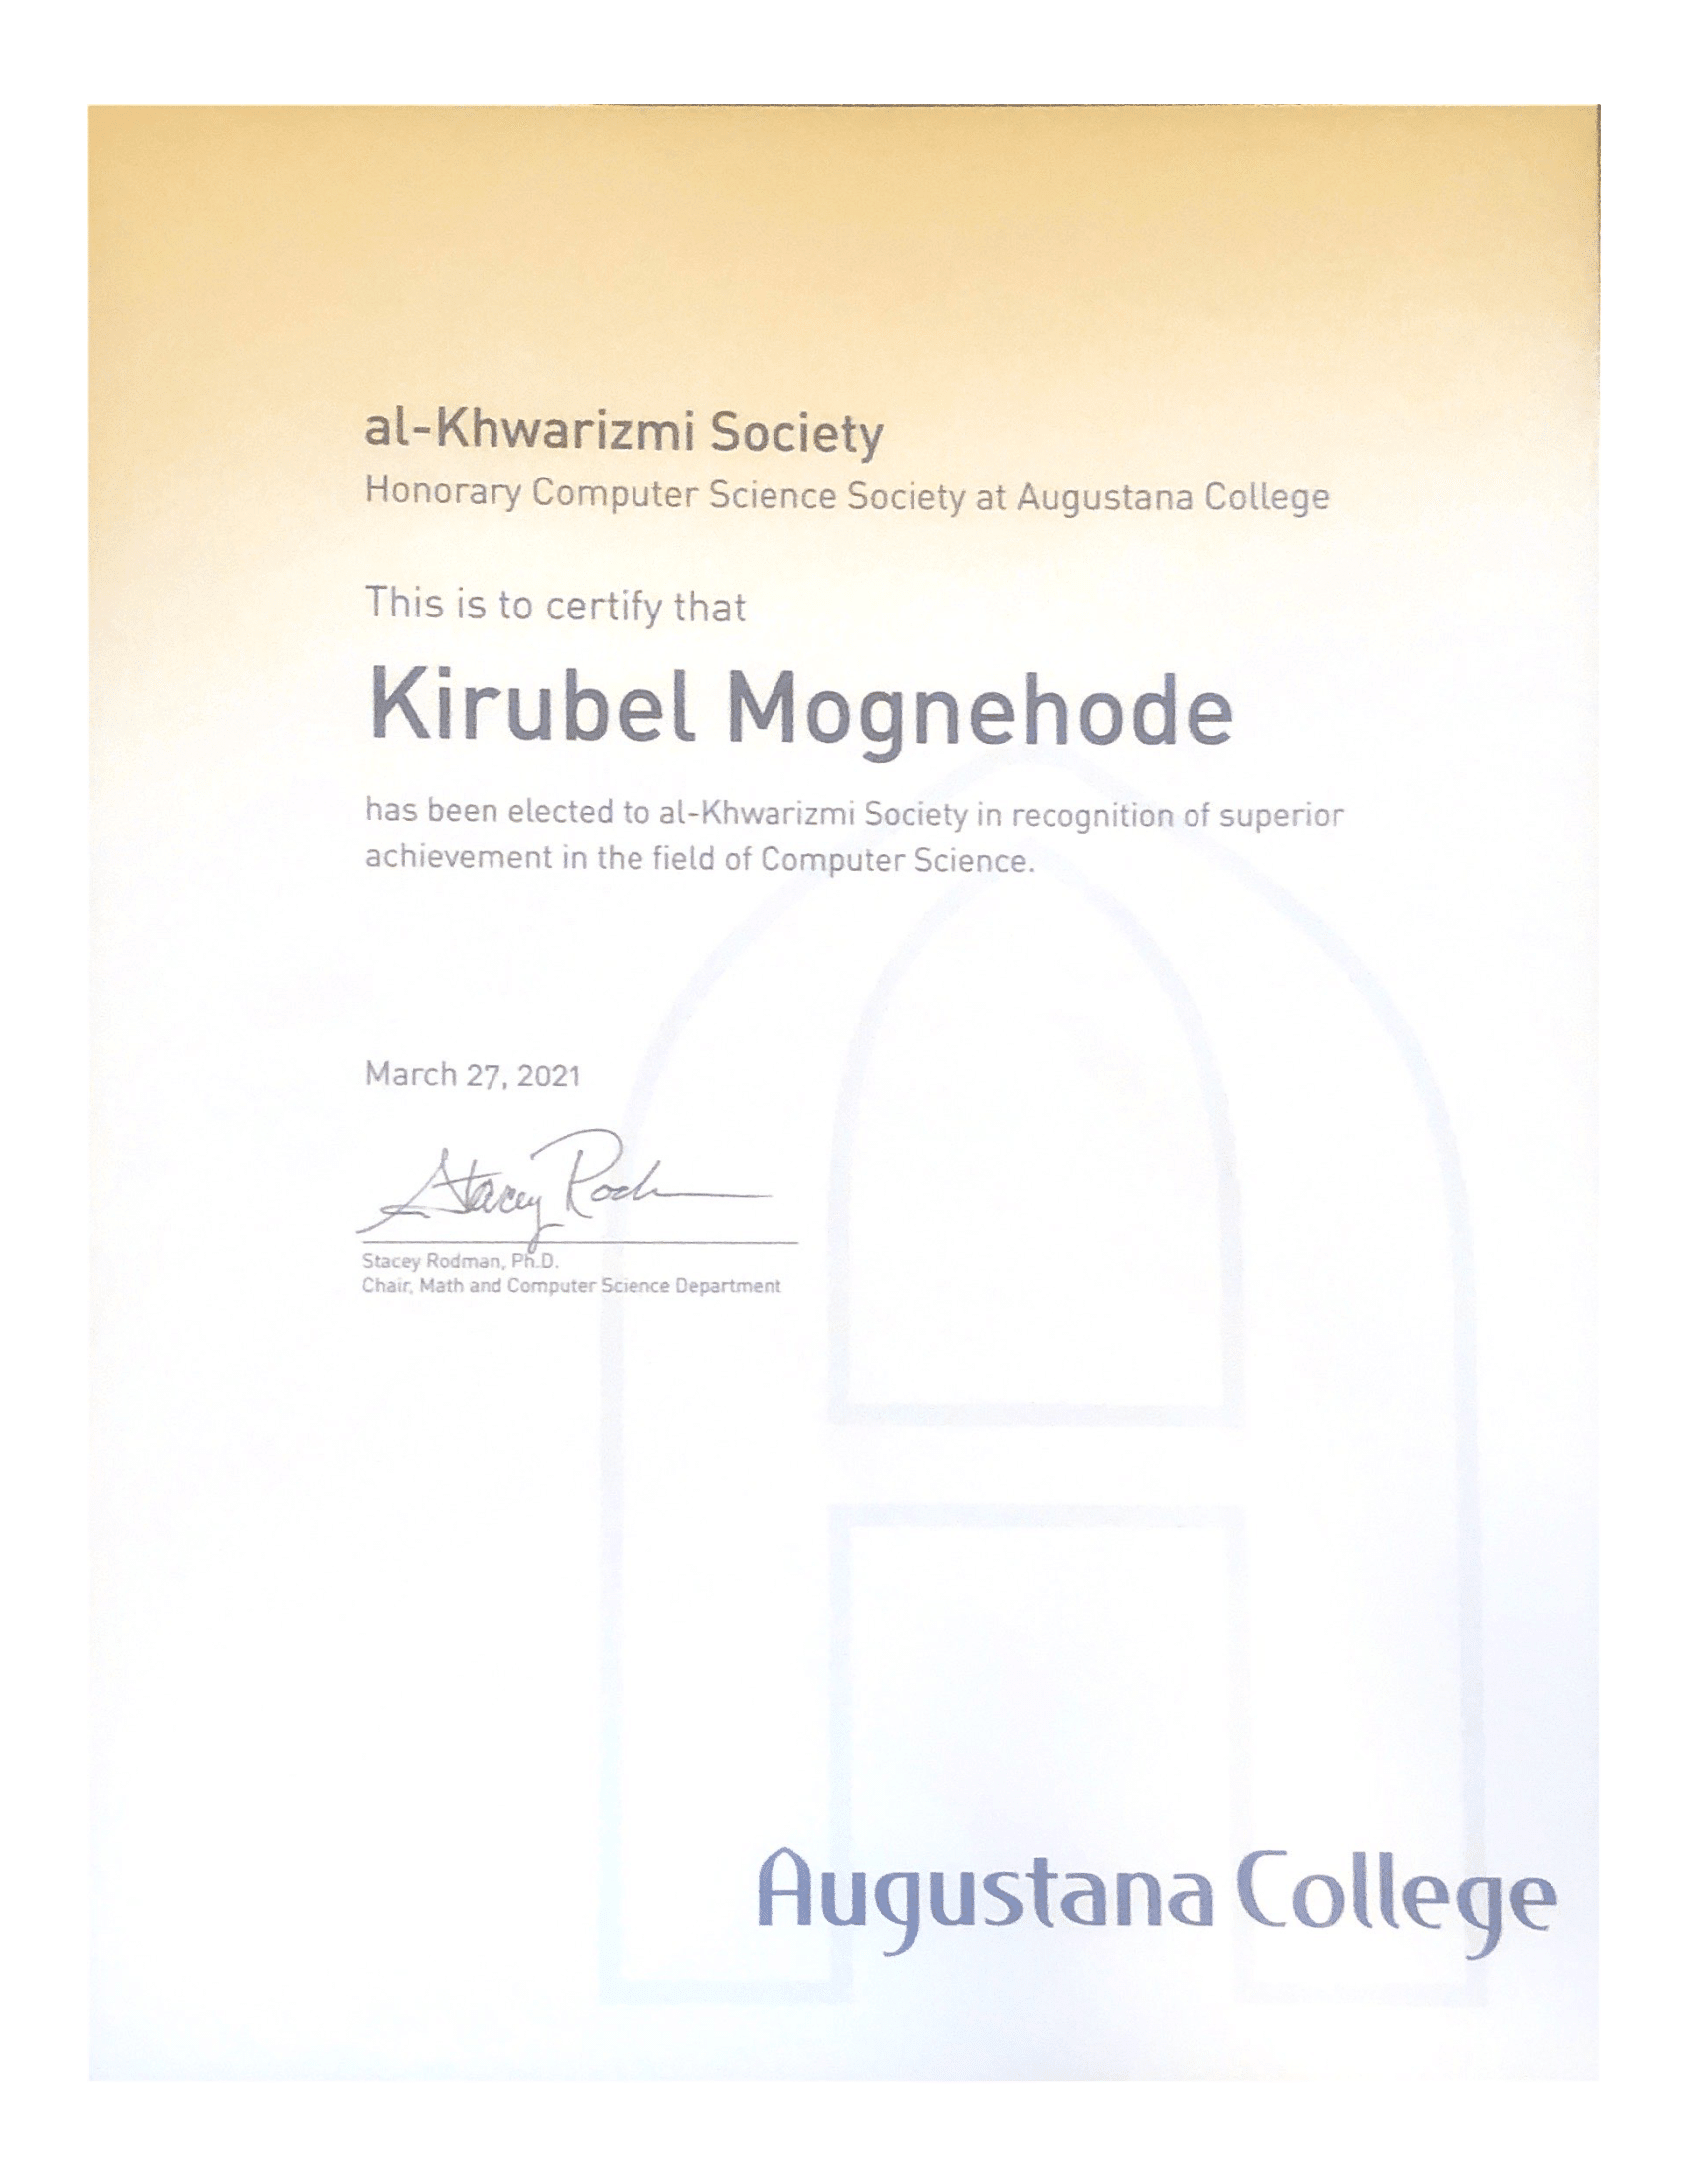 al-Khwarizmi Society
Honorary Computer Science Society at Augustana College
This is to certify that
Kirubel Mognehode
has been elected to al-Khwarizmi Society in recognition of superior
achievement in the field of Computer Science.
March 27, 2021
Stacey Rod
Stacey Rodman, Ph.D.
Chair, Math and Computer Science Department
Augustana College